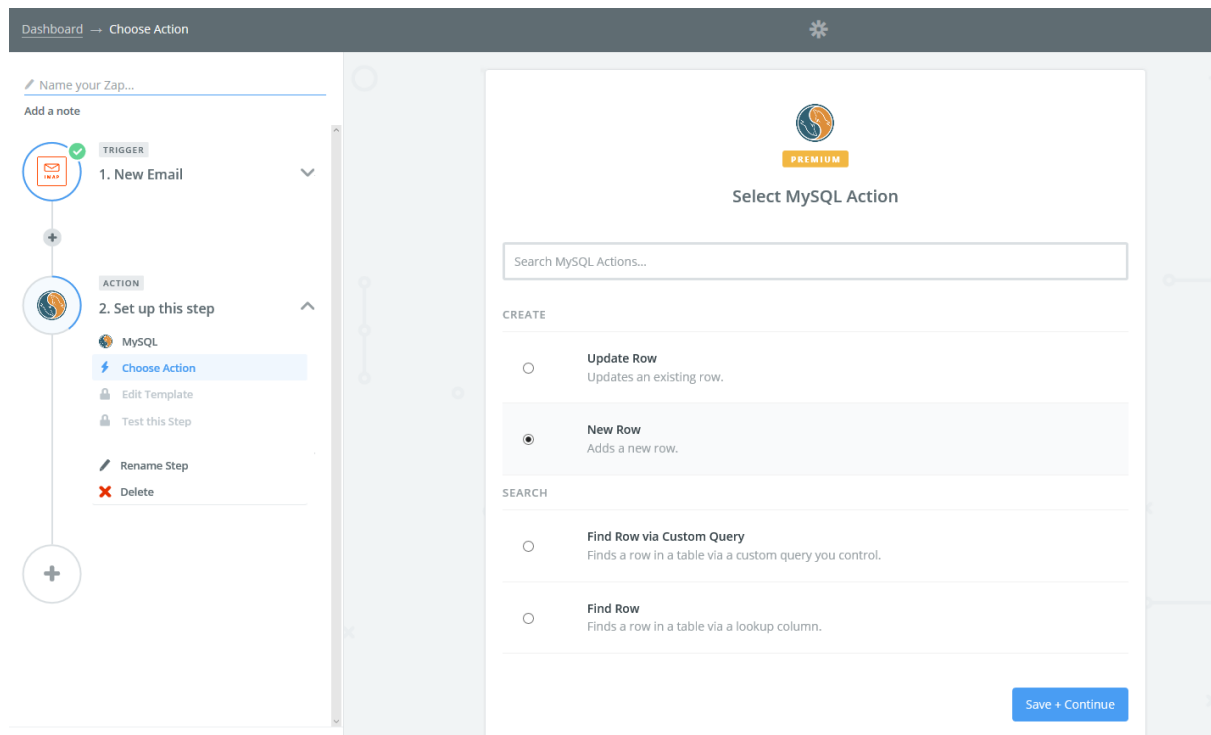 Dashboard → Choose Action
Name your Zap...
Add a note
TRIGGER
1. New Email
IMAP
ACTION
2. Set up this step
MySQL
Choose Action
Edit Template
Test this Step
Rename Step
Delete
PREMIUM
Select MySQL Action
Search MySQL Actions...
CREATE
Update Row
Updates an existing row.
New Row
Adds a new row.
SEARCH
Find Row via Custom Query
Finds a row in a table via a custom query you control.
Find Row
Finds a row in a table via a lookup column.
Save + Continue